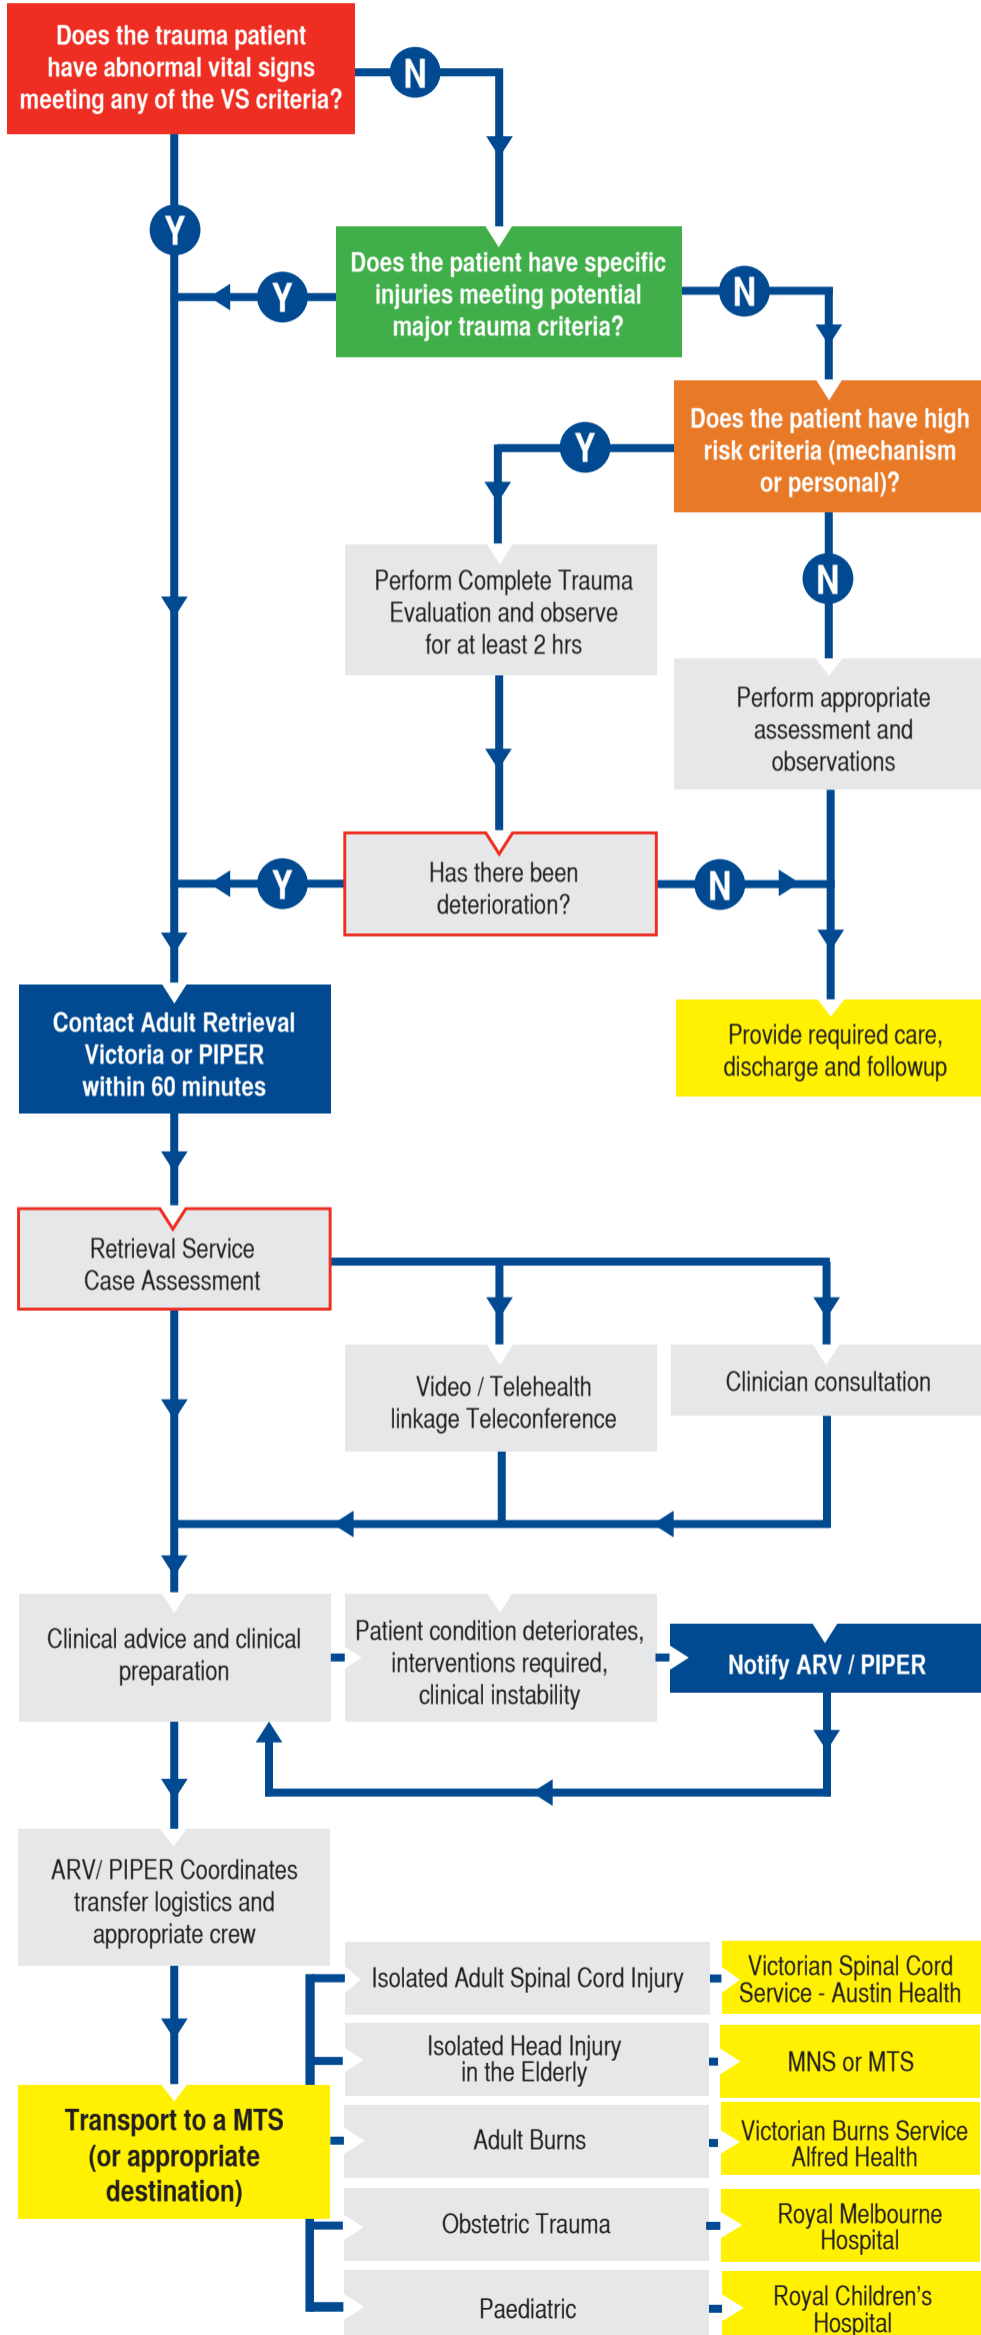 Does the trauma patient
have abnormal vital signs
meeting any of the VS criteria?
N
Y
Does the patient have specific
injuries meeting potential
major trauma criteria?
Y
N
Does the patient have high
risk criteria (mechanism
or personal)?
Y
N
Perform Complete Trauma
Evaluation and observe
for at least 2 hrs
Perform appropriate
assessment and
observations
Has there been
deterioration?
Y
N
Contact Adult Retrieval
Victoria or PIPER
within 60 minutes
Provide required care,
discharge and followup
Retrieval Service
Case Assessment
Video / Telehealth
linkage Teleconference
Clinician consultation
Clinical advice and clinical
preparation
Patient condition deteriorates,
interventions required,
clinical instability
Notify ARV / PIPER
ARV/ PIPER Coordinates
transfer logistics and
appropriate crew
Transport to a MTS
(or appropriate
destination)
Isolated Adult Spinal Cord Injury
Victorian Spinal Cord
Service - Austin Health
Isolated Head Injury
in the Elderly
MNS or MTS
Adult Burns
Victorian Burns Service
Alfred Health
Obstetric Trauma
Royal Melbourne
Hospital
Paediatric
Royal Children's
Hospital